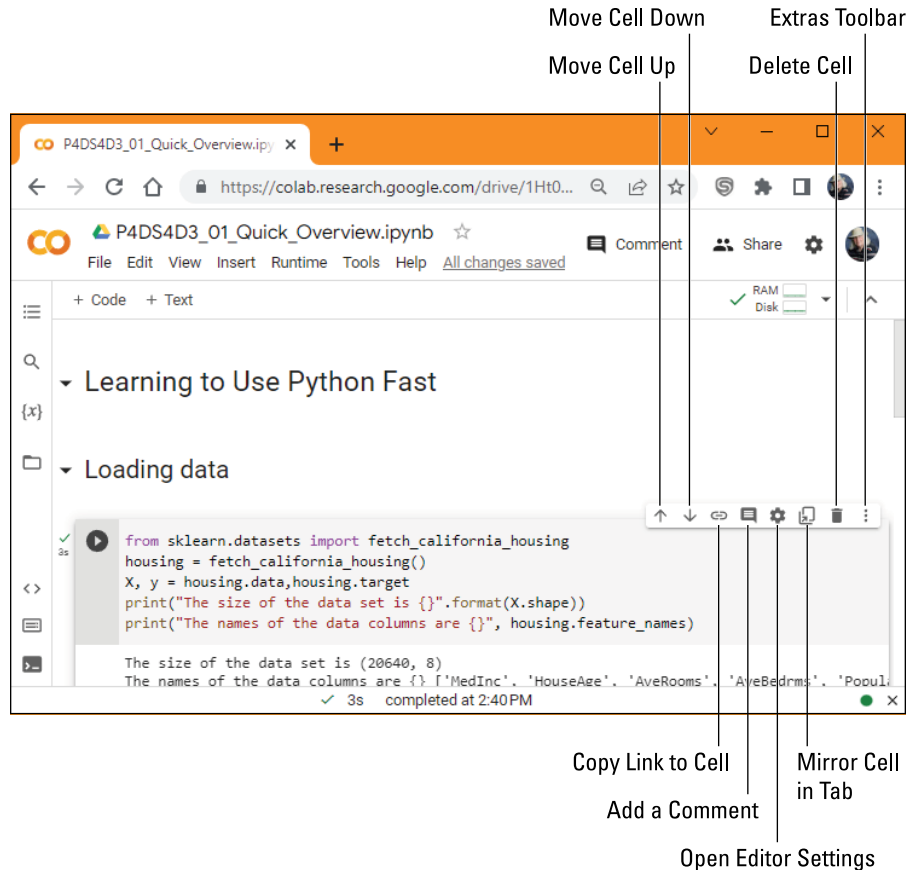 Move Cell Down
Extras Toolbar
Move Cell Up
Delete Cell
P4DS4D3_01_Quick_Overview.ipy
https://colab.research.google.com/drive/1Ht0...
CO
P4DS4D3_01_Quick_Overview.ipynb
Comment
Share
File Edit View Insert Runtime Tools Help All changes saved
+ Code + Text
RAM
Disk
Learning to Use Python Fast
{x}
Loading data
3s
from sklearn.datasets import fetch_california_housing
housing = fetch_california_housing()
X, y = housing.data,housing.target
print("The size of the data set is {}".format(X.shape))
print("The names of the data columns are {}", housing.feature_names)
The size of the data set is (20640, 8)
The names of the data columns are {} ['MedInc', 'HouseAge', 'AveRooms', 'AveBedrms', 'Popula
3s completed at 2:40 PM
Copy Link to Cell
Mirror Cell
in Tab
Add a Comment
Open Editor Settings